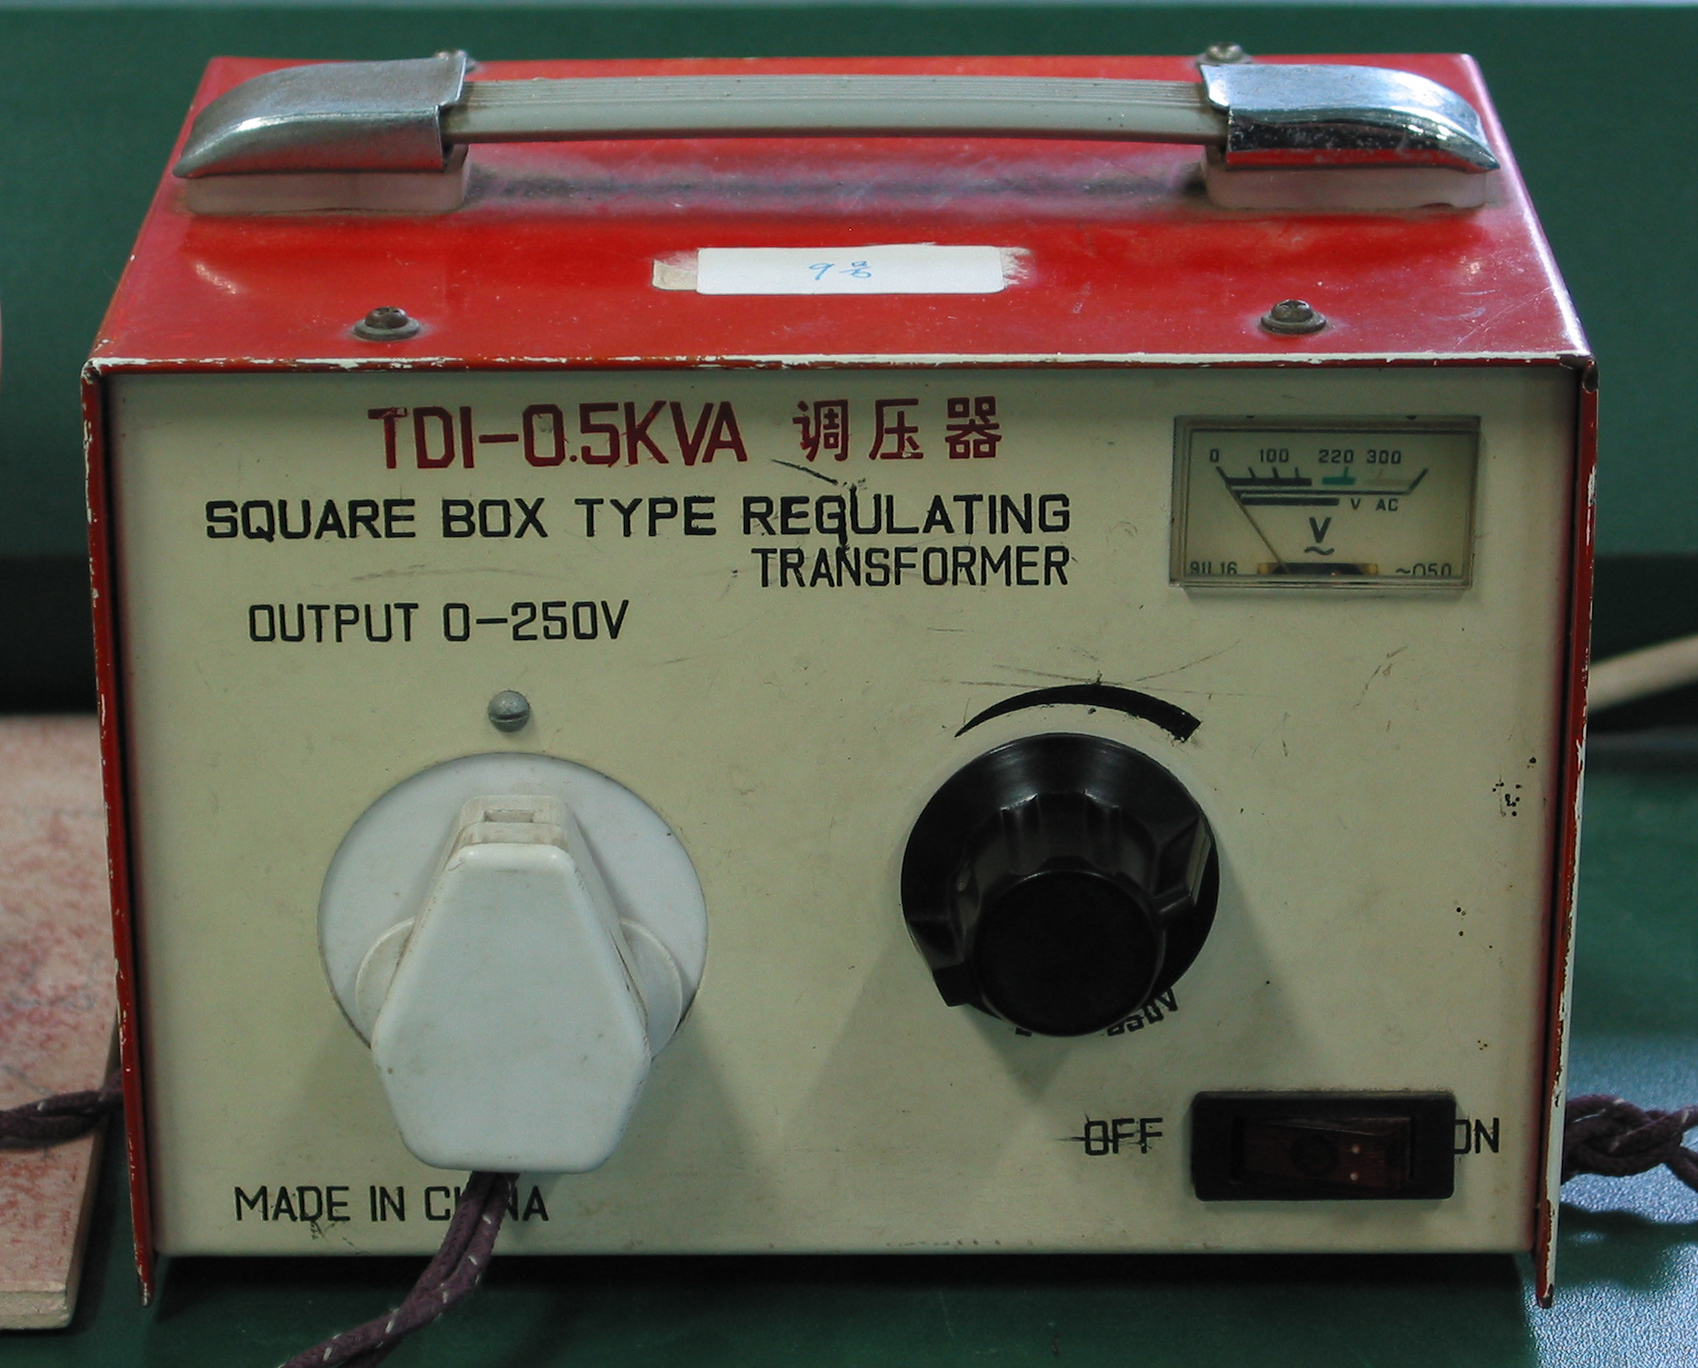 9号
TDI-0.5KVA 调压器
SQUARE BOX TYPE REGULATING
TRANSFORMER
OUTPUT 0-250V
0 100 220 300
V AC
V
~
~
OFF
ON
MADE IN CHINA